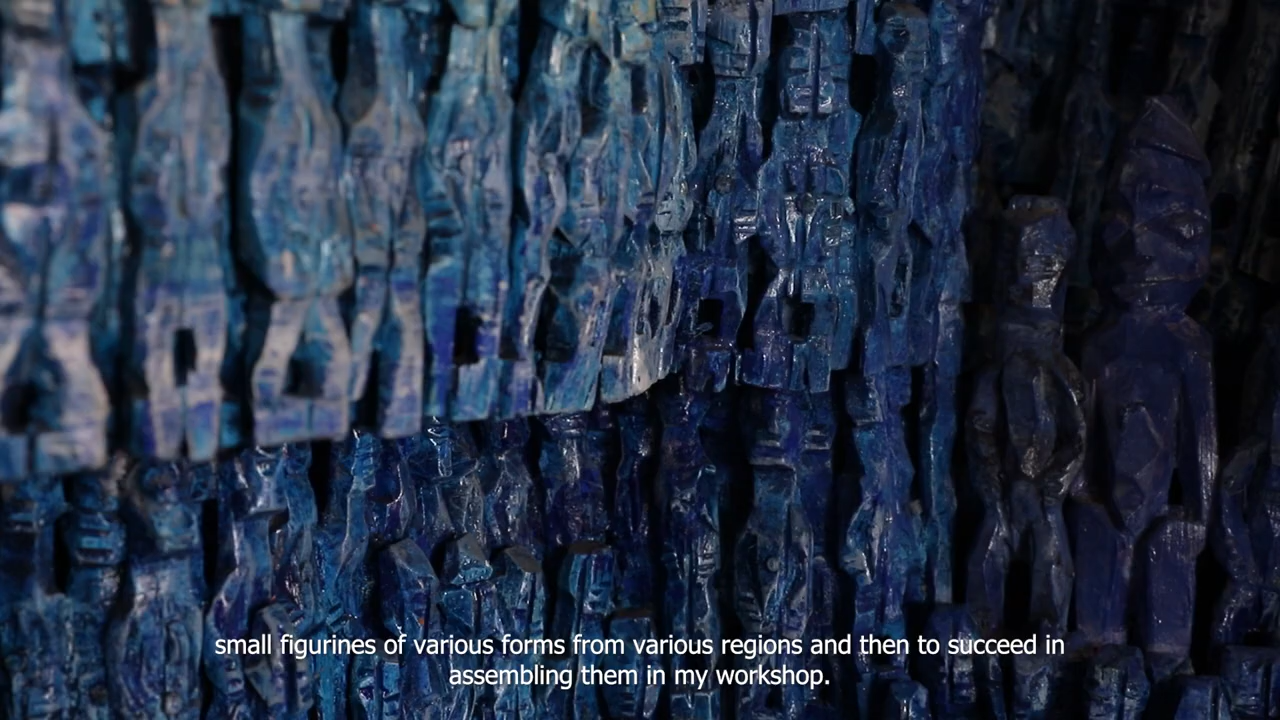 small figurines of various forms from various regions and then to succeed in
assembling them in my workshop.